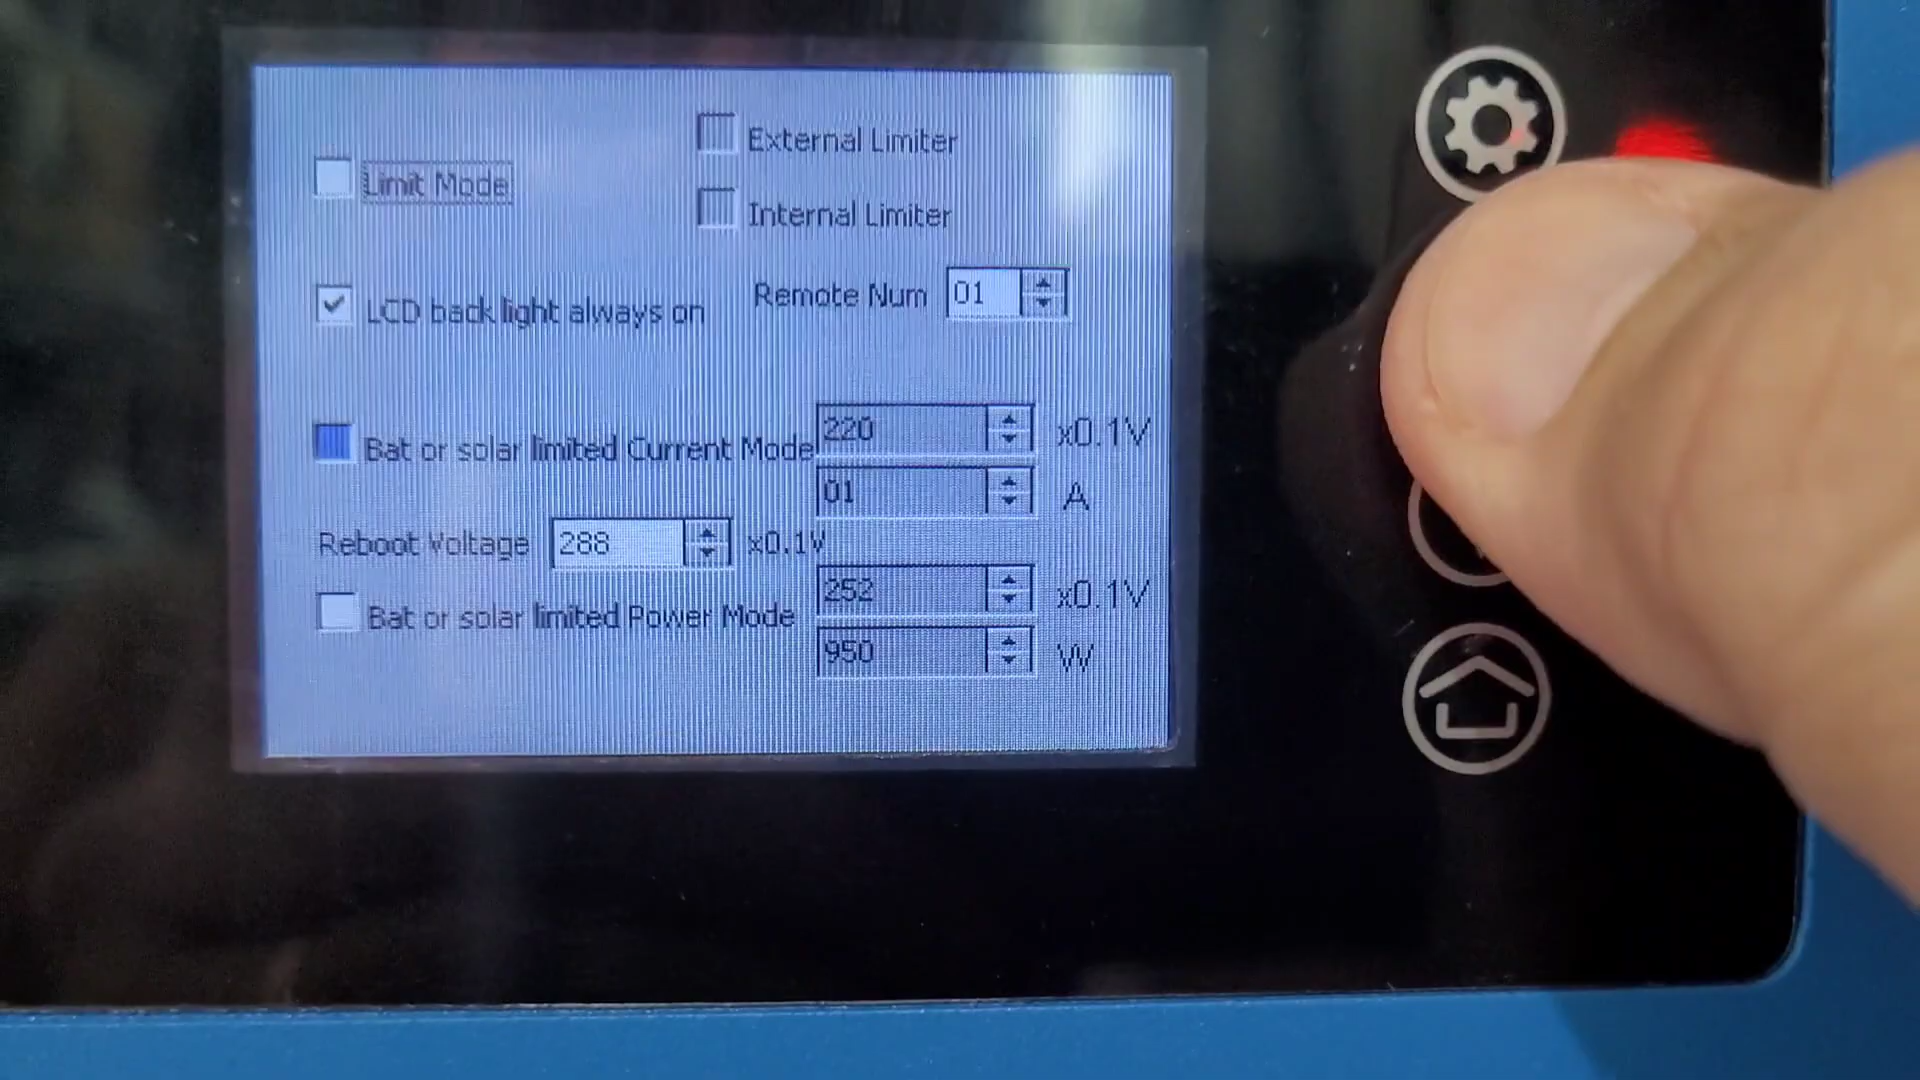 External Limiter
Limit Mode
Internal Limiter
Remote Num 01
LCD back light always on
Bat or solar limited Current Mode 220 x0.1V
01 A
Reboot Voltage 288 x0.1V
252 x0.1V
Bat or solar limited Power Mode
950 W